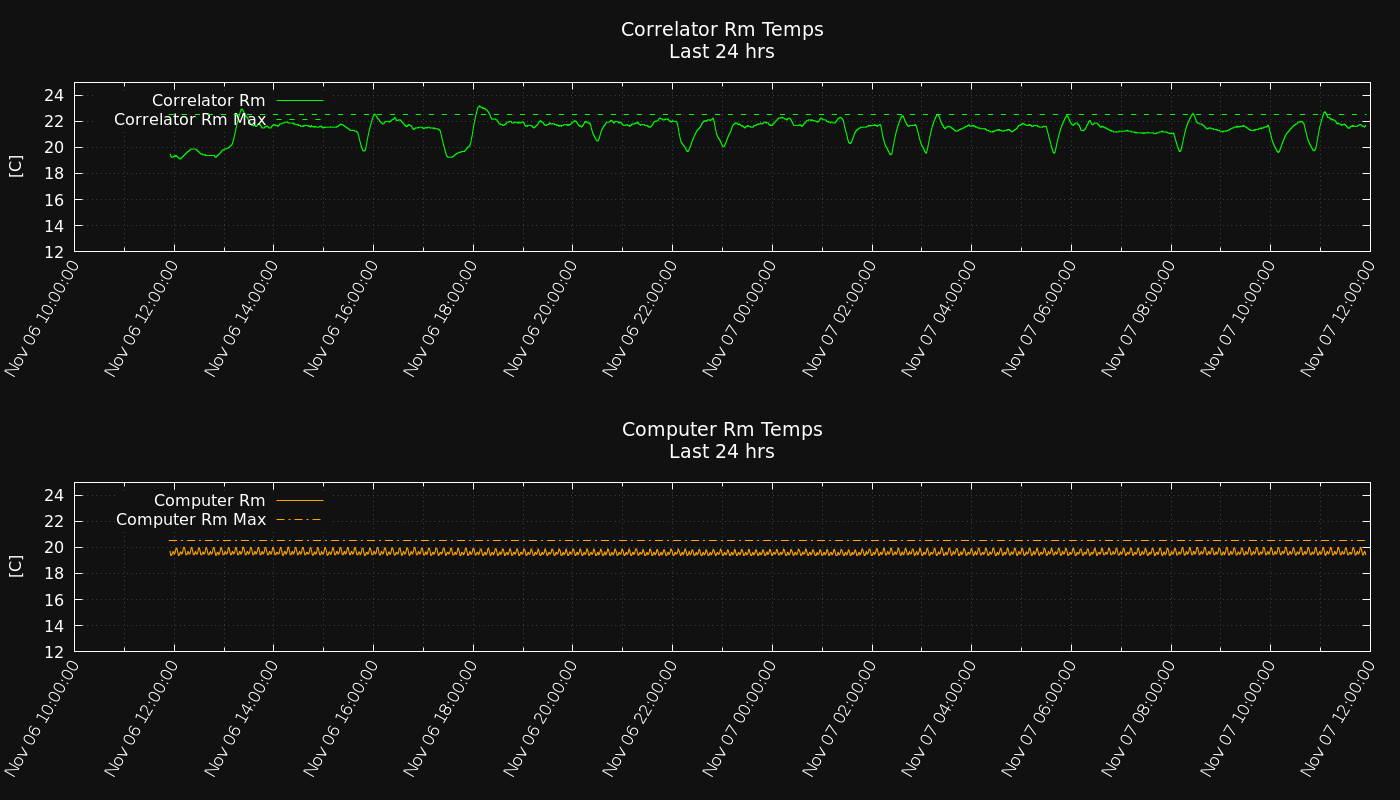 Correlator Rm Temps
Last 24 hrs
Correlator Rm
Correlator Rm Max
[C]
24
22
20
18
16
14
12
Nov 06 10:00:00
Nov 06 12:00:00
Nov 06 14:00:00
Nov 06 16:00:00
Nov 06 18:00:00
Nov 06 20:00:00
Nov 06 22:00:00
Nov 07 00:00:00
Nov 07 02:00:00
Nov 07 04:00:00
Nov 07 06:00:00
Nov 07 08:00:00
Nov 07 10:00:00
Nov 07 12:00:00
Computer Rm Temps
Last 24 hrs
Computer Rm
Computer Rm Max
[C]
24
22
20
18
16
14
12
Nov 06 10:00:00
Nov 06 12:00:00
Nov 06 14:00:00
Nov 06 16:00:00
Nov 06 18:00:00
Nov 06 20:00:00
Nov 06 22:00:00
Nov 07 00:00:00
Nov 07 02:00:00
Nov 07 04:00:00
Nov 07 06:00:00
Nov 07 08:00:00
Nov 07 10:00:00
Nov 07 12:00:00